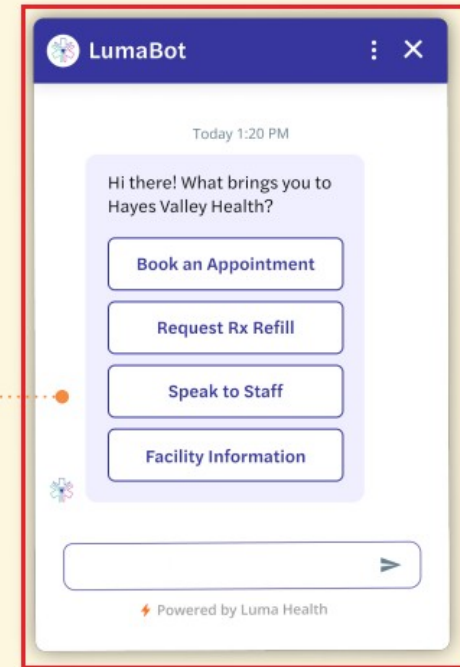 LumaBot
Today 1:20 PM
Hi there! What brings you to
Hayes Valley Health?
Book an Appointment
Request Rx Refill
Speak to Staff
Facility Information
Powered by Luma Health